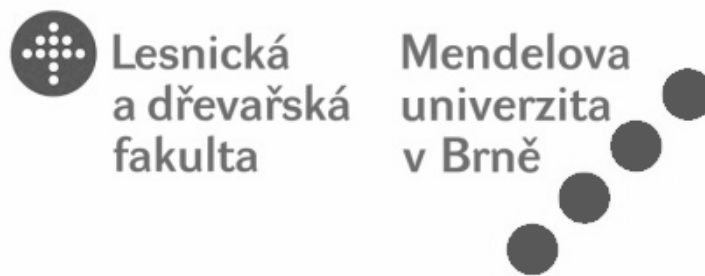 Lesnická
a dřevařská
fakulta
Mendelova
univerzita
v Brně